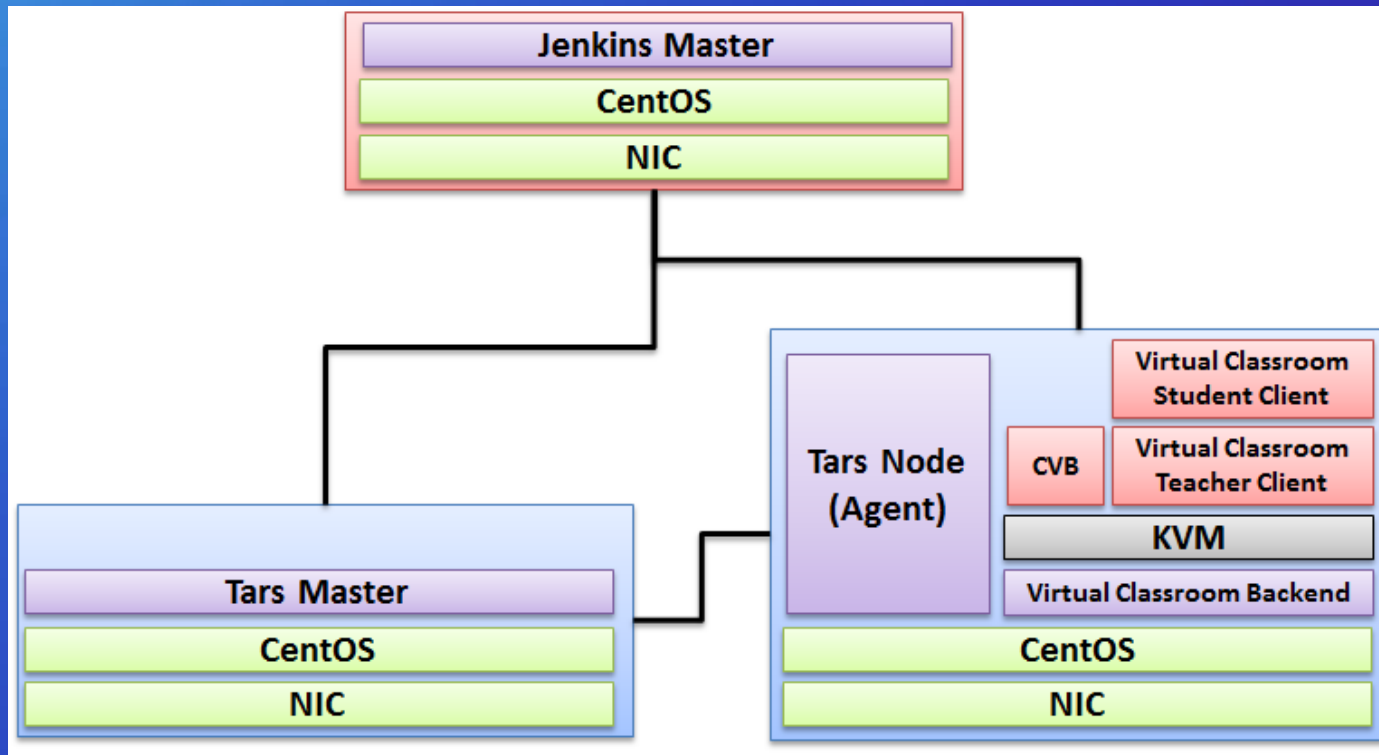 Jenkins Master
CentOS
NIC
Tars Master
CentOS
NIC
Tars Node
(Agent)
Virtual Classroom
Student Client
CVB
Virtual Classroom
Teacher Client
KVM
Virtual Classroom Backend
CentOS
NIC